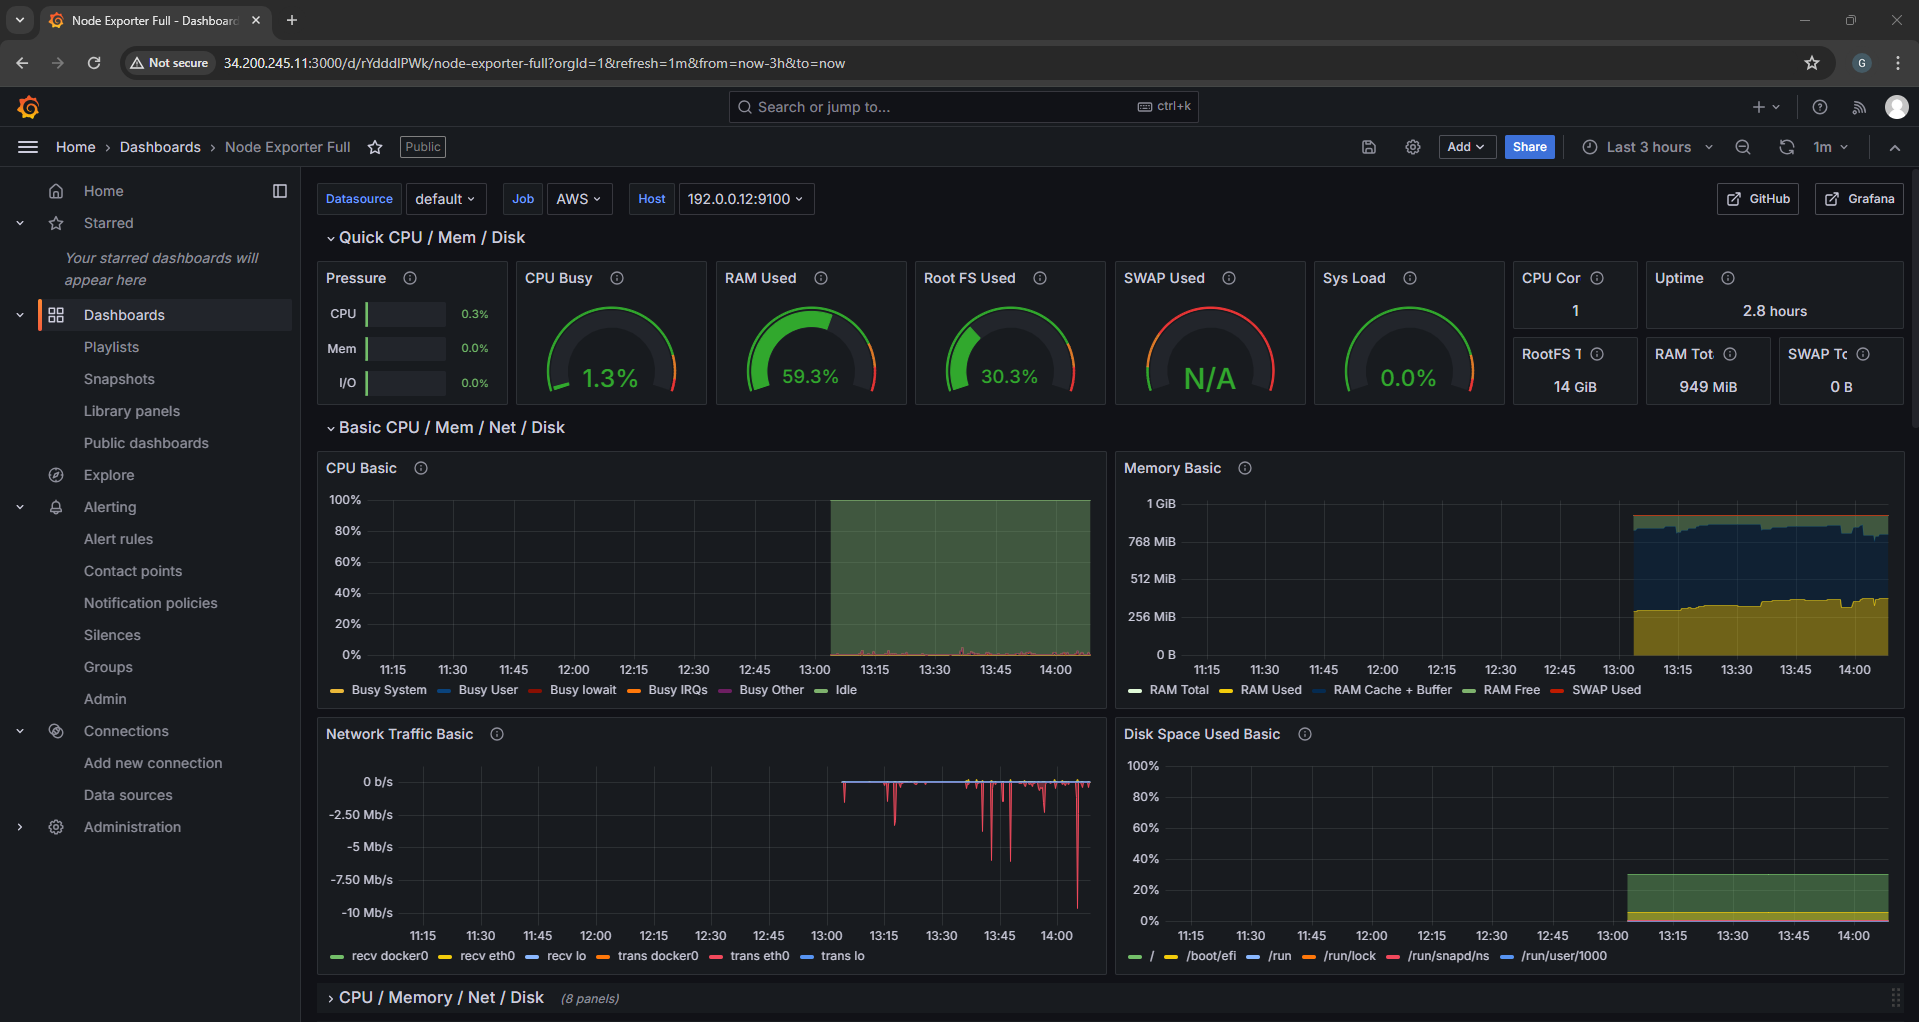 Node Exporter Full - Dashboard
Not secure 34.200.245.11:3000/d/rYdddlPWk/node-exporter-full?orgId=1&refresh=1m&from=now-3h&to=now
G
Search or jump to... ctrl+k
Home › Dashboards › Node Exporter Full Public Add Share Last 3 hours 1m
Home
Starred
Your starred dashboards will
appear here
Dashboards
Playlists
Snapshots
Library panels
Public dashboards
Explore
Alerting
Alert rules
Contact points
Notification policies
Silences
Groups
Admin
Connections
Add new connection
Data sources
Administration
Datasource default Job AWS Host 192.0.0.12:9100 GitHub Grafana
Quick CPU / Mem / Disk
Pressure
CPU 0.3%
Mem 0.0%
I/O 0.0%
CPU Busy
1.3%
RAM Used
59.3%
Root FS Used
30.3%
SWAP Used
N/A
Sys Load
0.0%
CPU Cor
1
Uptime
2.8 hours
RootFS T
14 GiB
RAM Tot
949 MiB
SWAP To
0 B
Basic CPU / Mem / Net / Disk
CPU Basic
100%
80%
60%
40%
20%
0%
11:15 11:30 11:45 12:00 12:15 12:30 12:45 13:00 13:15 13:30 13:45 14:00
Busy System Busy User Busy Iowait Busy IRQs Busy Other Idle
Memory Basic
1 GiB
768 MiB
512 MiB
256 MiB
0 B
11:15 11:30 11:45 12:00 12:15 12:30 12:45 13:00 13:15 13:30 13:45 14:00
RAM Total RAM Used RAM Cache + Buffer RAM Free SWAP Used
Network Traffic Basic
0 b/s
-2.50 Mb/s
-5 Mb/s
-7.50 Mb/s
-10 Mb/s
11:15 11:30 11:45 12:00 12:15 12:30 12:45 13:00 13:15 13:30 13:45 14:00
recv docker0 recv eth0 recv lo trans docker0 trans eth0 trans lo
Disk Space Used Basic
100%
80%
60%
40%
20%
0%
11:15 11:30 11:45 12:00 12:15 12:30 12:45 13:00 13:15 13:30 13:45 14:00
/ /boot/efi /run /run/lock /run/snapd/ns /run/user/1000
CPU / Memory / Net / Disk (8 panels)